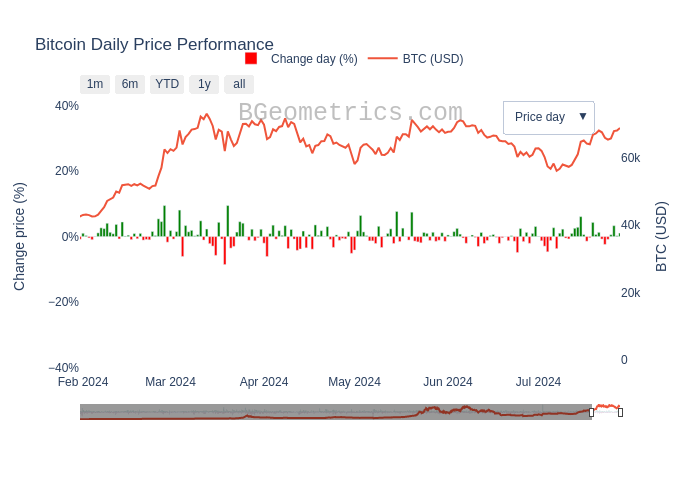 Bitcoin Daily Price Performance
Change day (%) BTC (USD)
1m 6m YTD 1y all
BGeometrics.com
Price day ▼
40%
20%
0%
−20%
−40%
Change price (%)
60k
40k
20k
0
BTC (USD)
Feb 2024 Mar 2024 Apr 2024 May 2024 Jun 2024 Jul 2024